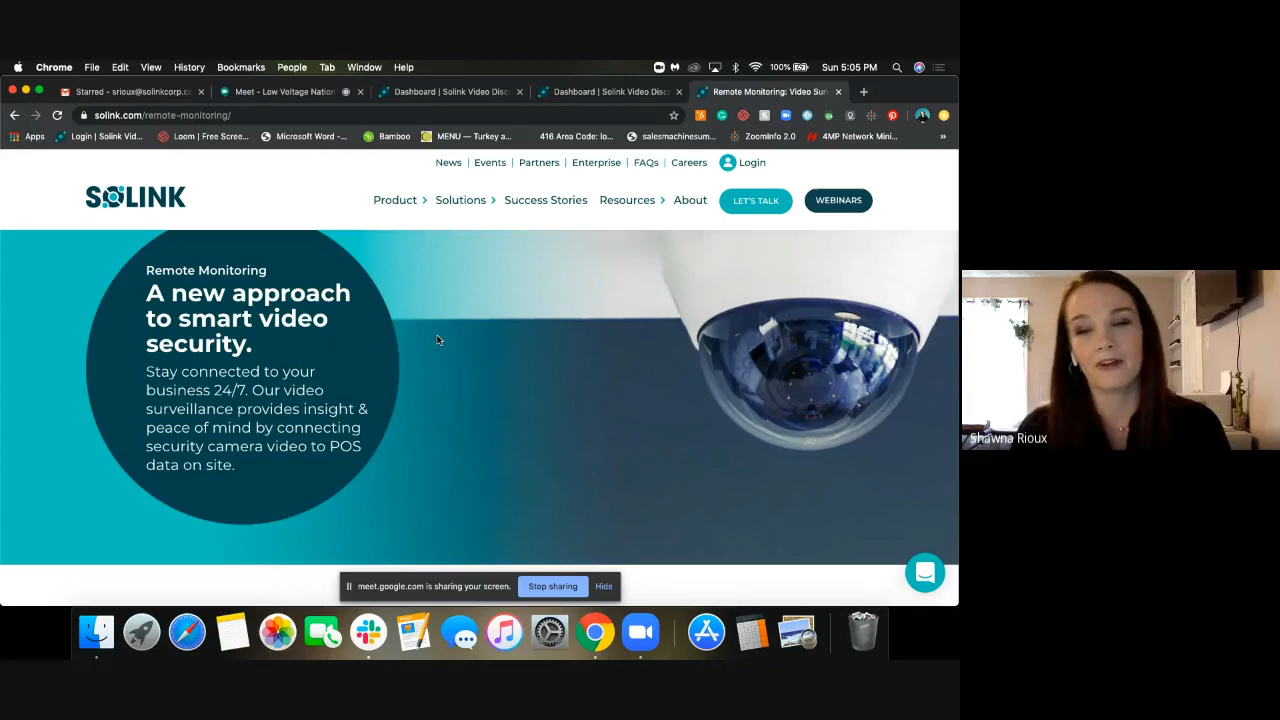 Chrome File Edit View History Bookmarks People Tab Window Help
100% Sun 5:05 PM
Starred - srioux@solinkcorp.c
Meet - Low Voltage Nation
Dashboard | Solink Video Disc
Dashboard | Solink Video Disc
Remote Monitoring: Video Sur
solink.com/remote-monitoring/
Apps
Login | Solink Vid...
Loom | Free Scree...
Microsoft Word-...
Bamboo
MENU — Turkey a...
416 Area Code: lo...
salesmachinesum...
ZoomInfo 2.0
4MP Network Mini...
»
News | Events | Partners | Enterprise | FAQs | Careers Login
SOLINK
Product Solutions Success Stories Resources About LET'S TALK WEBINARS
Remote Monitoring
A new approach
to smart video
security.
Stay connected to your
business 24/7. Our video
surveillance provides insight &
peace of mind by connecting
security camera video to POS
data on site.
Shawna Rioux
meet.google.com is sharing your screen. Stop sharing Hide